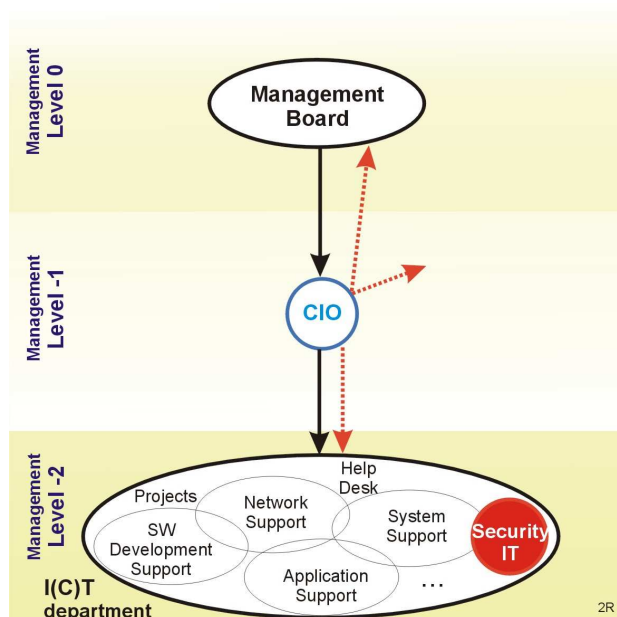 Management
Level 0
Management
Board
Management
Level -1
CIO
Management
Level -2
Help
Desk
Projects
Network
Support
System
Support
Security
IT
SW
Development
Support
Application
Support
...
I(C)T
department
2R